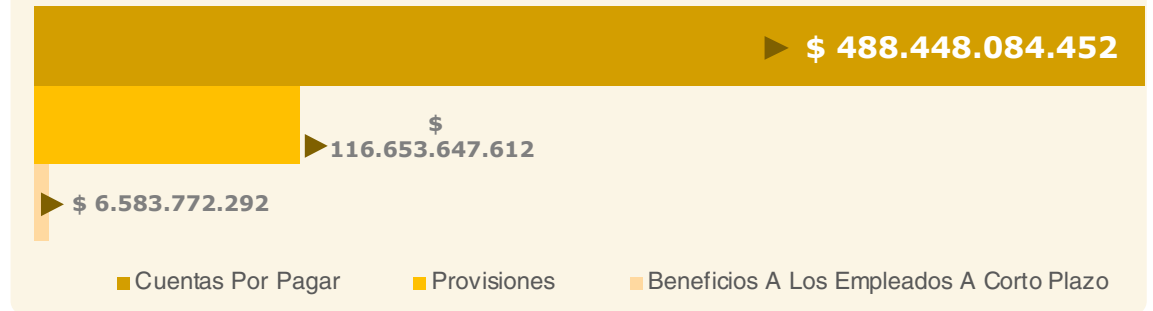 $ 488.448.084.452
$
116.653.647.612
$ 6.583.772.292
Cuentas Por Pagar Provisiones Beneficios A Los Empleados A Corto Plazo